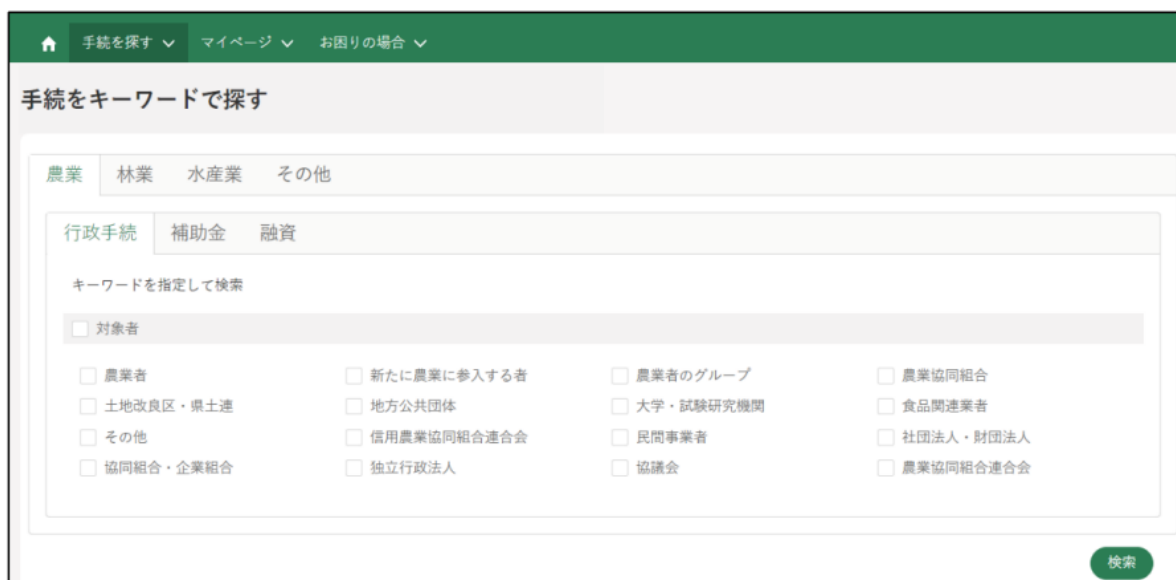 手続を探す マイページ お困りの場合
手続をキーワードで探す
農業 林業 水産業 その他
行政手続 補助金 融資
キーワードを指定して検索
対象者
農業者 新たに農業に参入する者 農業者のグループ 農業協同組合
土地改良区・県土連 地方公共団体 大学・試験研究機関 食品関連業者
その他 信用農業協同組合連合会 民間事業者 社団法人・財団法人
協同組合・企業組合 独立行政法人 協議会 農業協同組合連合会
検索